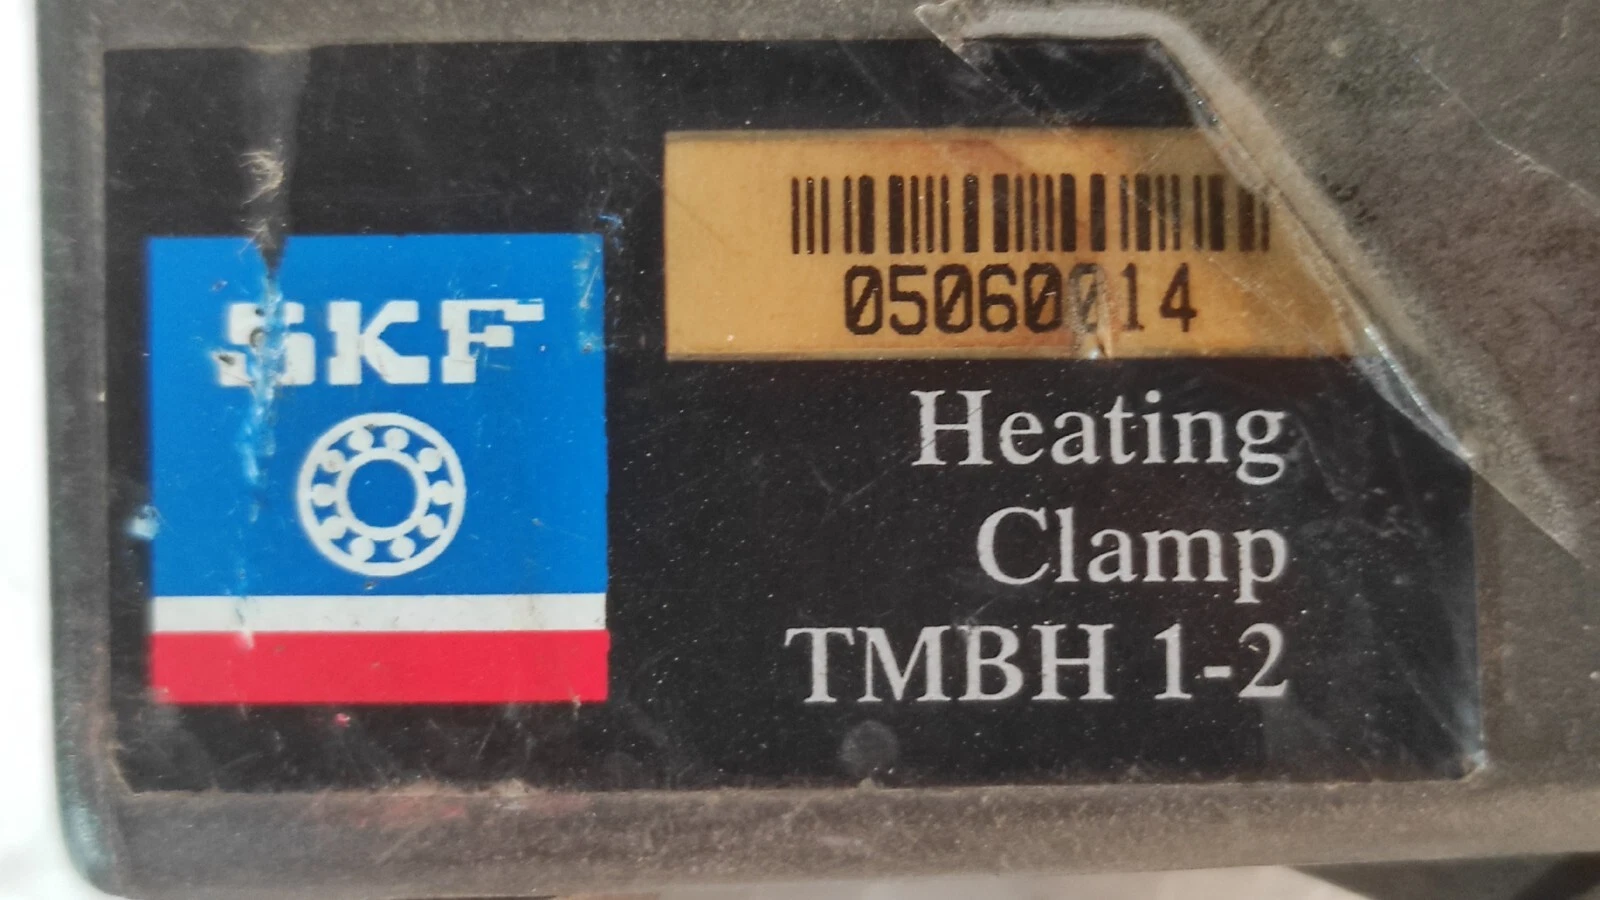 SKF
05060014
Heating
Clamp
TMBH 1-2